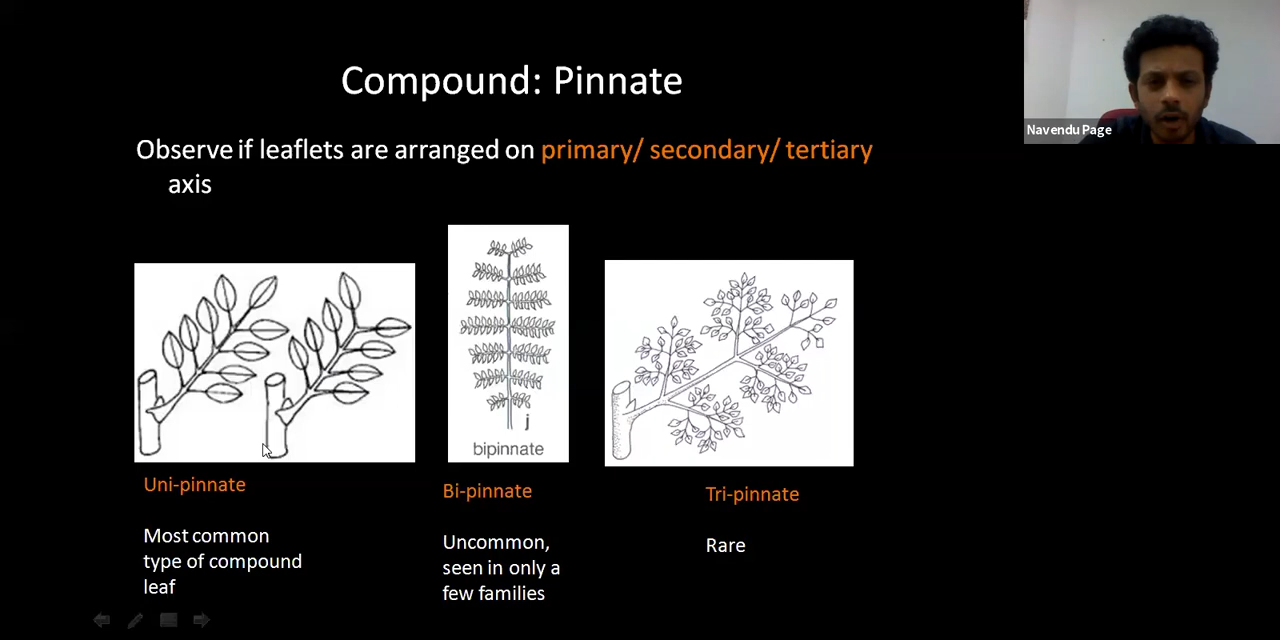 Compound: Pinnate
Navendu Page
Observe if leaflets are arranged on primary/ secondary/ tertiary
axis
j
bipinnate
Uni-pinnate
Most common
type of compound
leaf
Bi-pinnate
Uncommon,
seen in only a
few families
Tri-pinnate
Rare